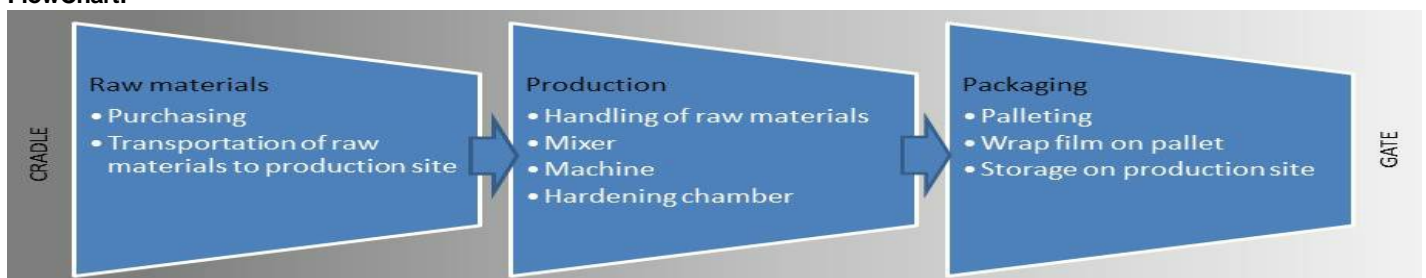 FlowChart:
CRADLE
Raw materials
• Purchasing
• Transportation of raw
materials to production site
Production
• Handling of raw materials
• Mixer
• Machine
• Hardening chamber
Packaging
• Palleting
• Wrap film on pallet
• Storage on production site
GATE